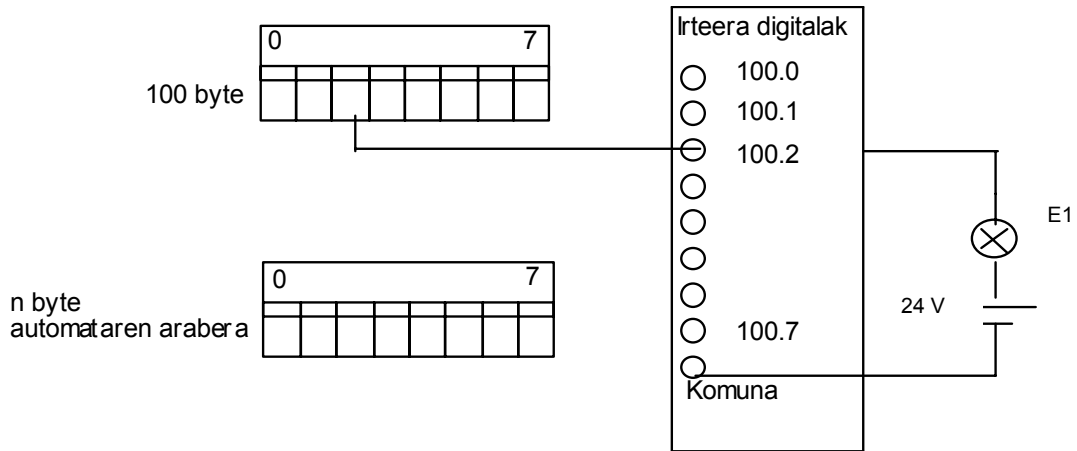 0 7
100 byte
Irteera digitalak
100.0
100.1
100.2
100.7
Komuna
E1
24 V
0 7
n byte
automataren arabera